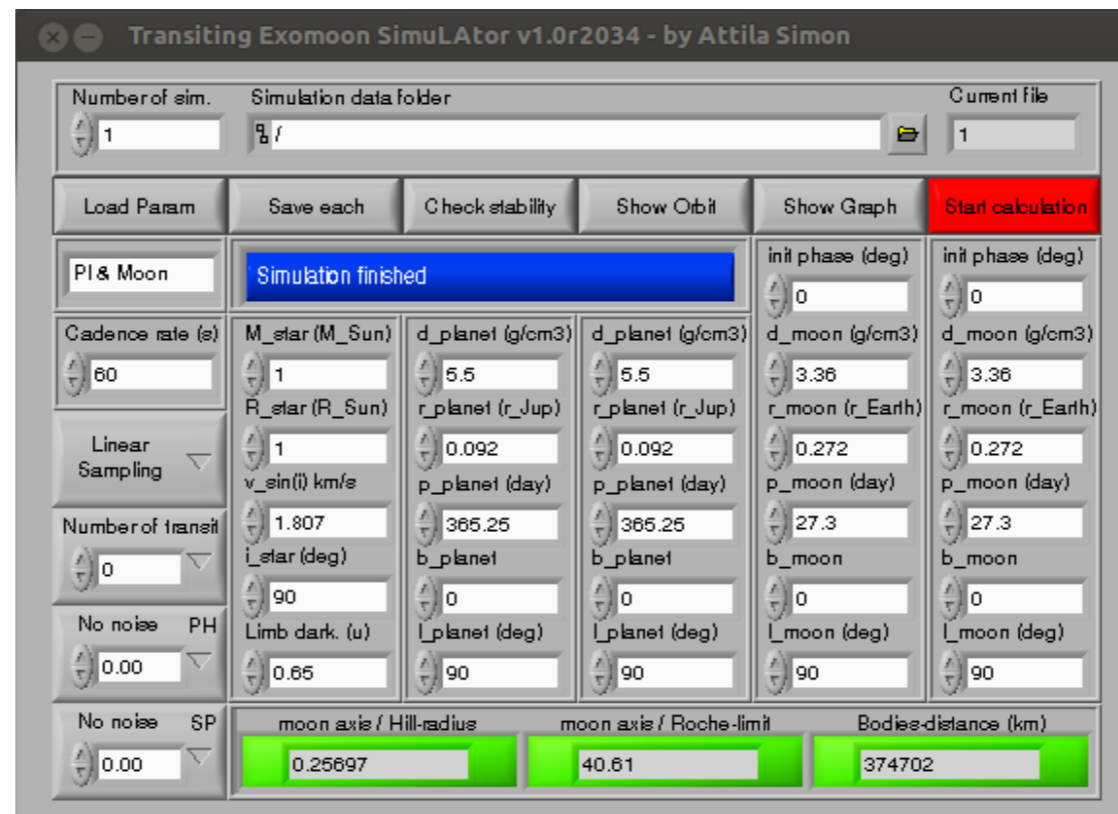 Transiting Exomoon SimuLAtor v1.0r2034 - by Attila Simon
Number of sim. Simulation data folder Current file
1 / 1
Load Param Save each Check stability Show Orbit Show Graph Start calculation
Pl & Moon Simulation finished init phase (deg) init phase (deg)
0 0
Cadence rate (s) M_star (M_Sun) d_planet (g/cm3) d_planet (g/cm3) d_moon (g/cm3) d_moon (g/cm3)
60 1 5.5 5.5 3.36 3.36
R_star (R_Sun) r_planet (r_Jup) r_planet (r_Jup) r_moon (r_Earth) r_moon (r_Earth)
Linear
Sampling
1 0.092 0.092 0.272 0.272
v_sin(i) km/s p_planet (day) p_planet (day) p_moon (day) p_moon (day)
Number of transit 1.807 365.25 365.25 27.3 27.3
0 i_star (deg) b_planet b_planet b_moon b_moon
90 0 0 0 0
No noise PH Limb dark. (u) l_planet (deg) l_planet (deg) l_moon (deg) l_moon (deg)
0.00 0.65 90 90 90 90
No noise SP moon axis / Hill-radius moon axis / Roche-limit Bodies-distance (km)
0.00 0.25697 40.61 374702